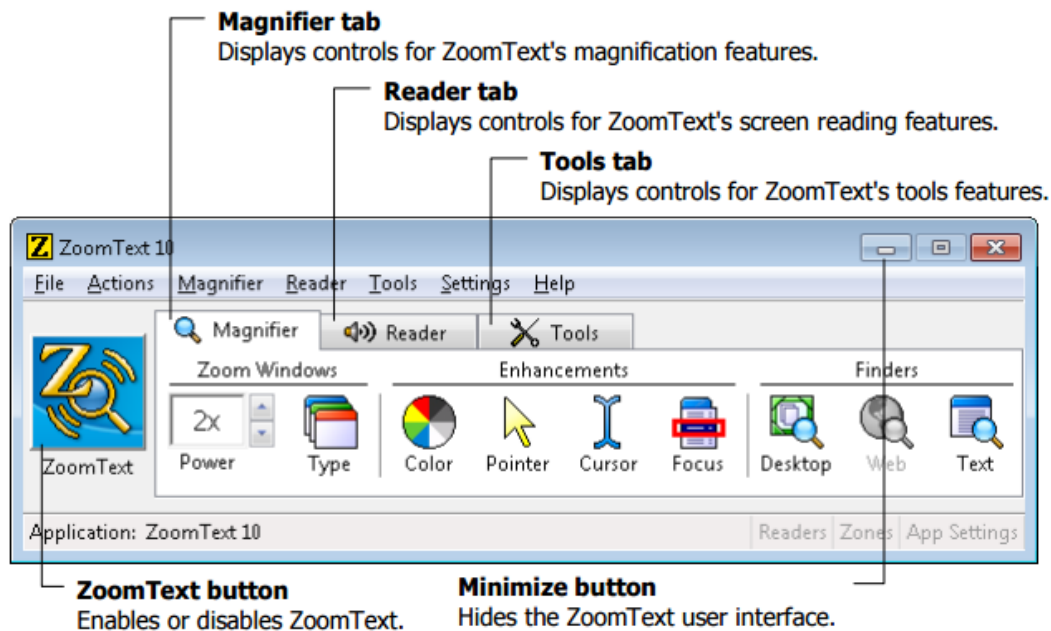 Magnifier tab
Displays controls for ZoomText's magnification features.
Reader tab
Displays controls for ZoomText's screen reading features.
Tools tab
Displays controls for ZoomText's tools features.
Z ZoomText 10
File Actions Magnifier Reader Tools Settings Help
Magnifier Reader Tools
Zoom Windows Enhancements Finders
2x
Power Type Color Pointer Cursor Focus Desktop Web Text
Z
ZoomText
Application: ZoomText 10 Readers Zones App Settings
ZoomText button
Enables or disables ZoomText.
Minimize button
Hides the ZoomText user interface.